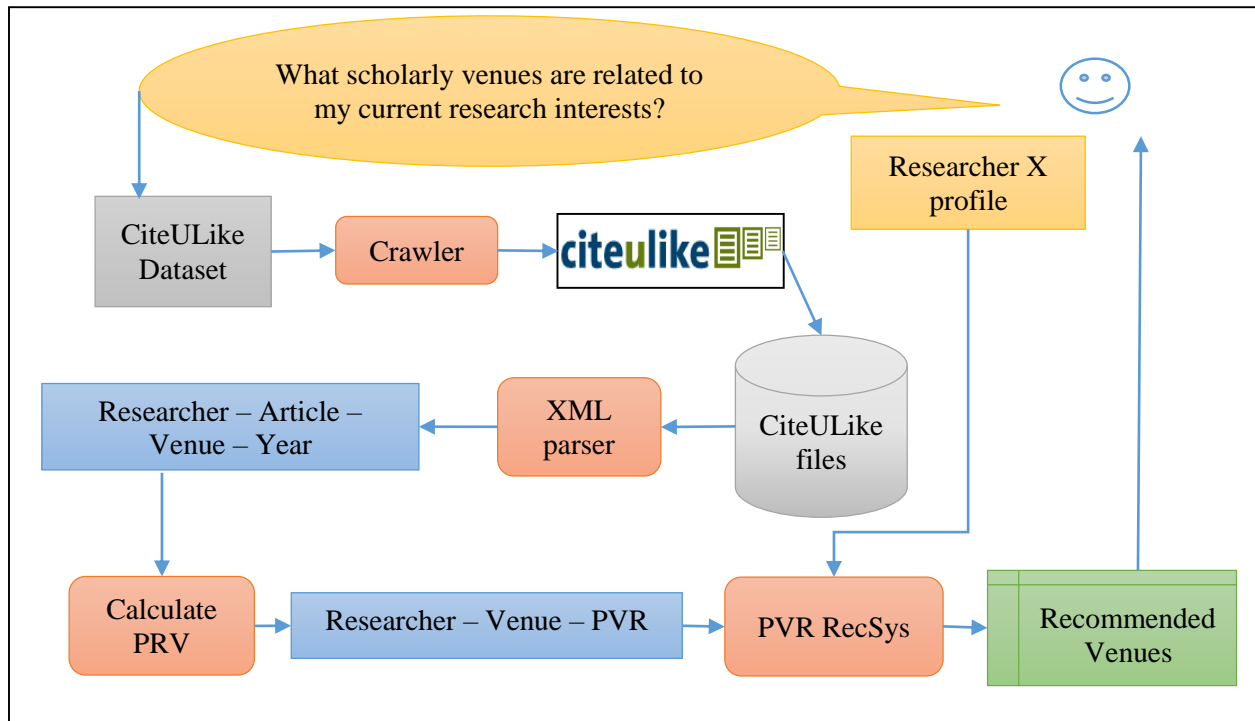 What scholarly venues are related to
my current research interests?
Researcher X
profile
CiteULike
Dataset
Crawler
citeulike
Researcher – Article –
Venue – Year
XML
parser
CiteULike
files
Calculate
PRV
Researcher – Venue – PVR
PVR RecSys
Recommended
Venues